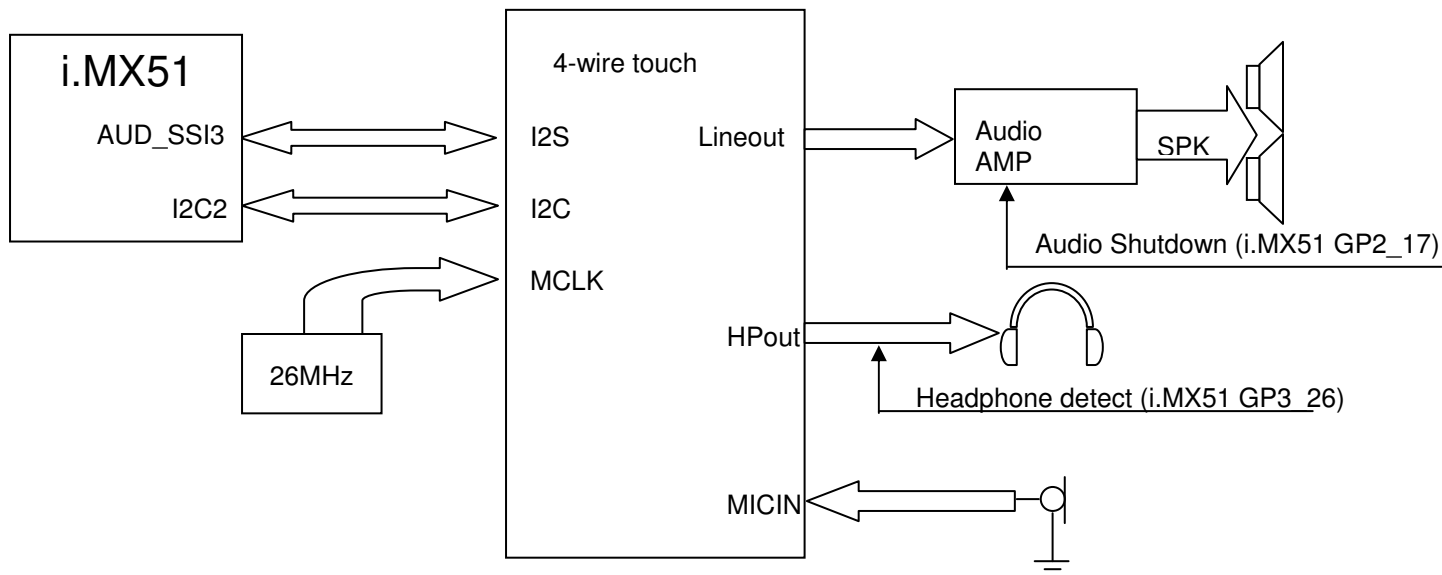 i.MX51
AUD_SSI3
I2C2
26MHz
4-wire touch
I2S
I2C
MCLK
Lineout
HPout
MICIN
Audio
AMP
SPK
Audio Shutdown (i.MX51 GP2_17)
Headphone detect (i.MX51 GP3_26)